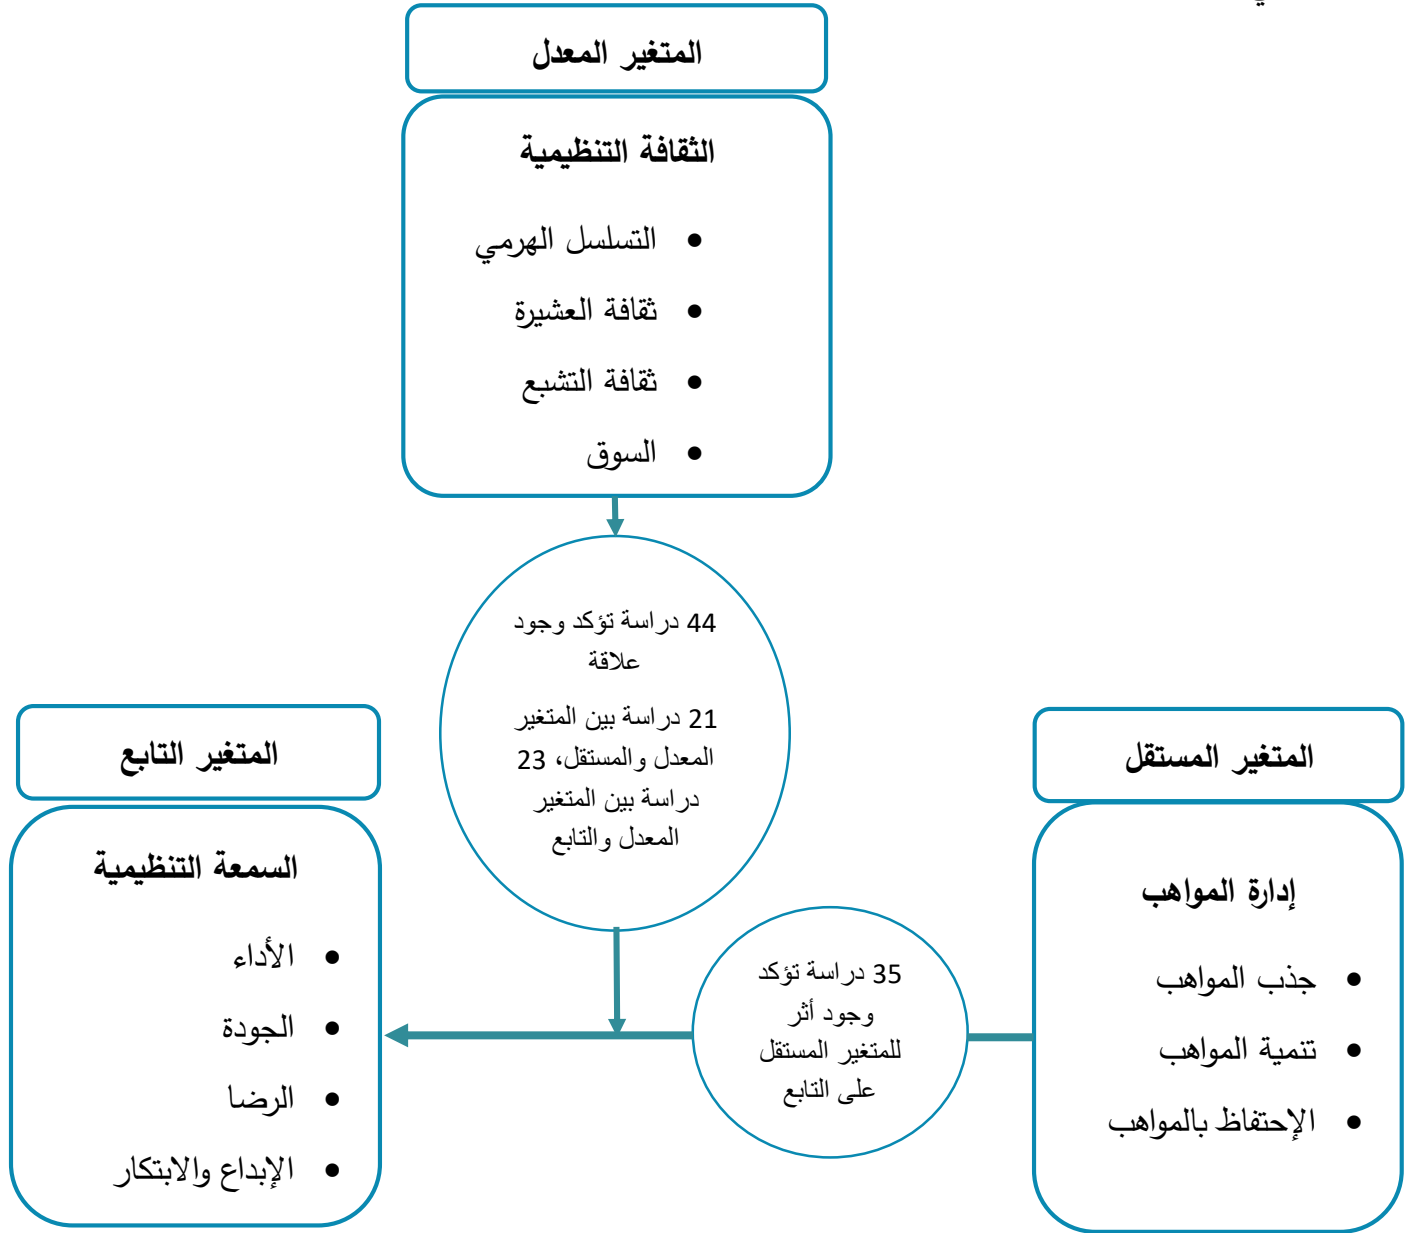 المتغير المعدل
الثقافة التنظيمية
• التسلسل الهرمي
• ثقافة العشيرة
• ثقافة التشبع
• السوق
44 دراسة تؤكد وجود
علاقة
21 دراسة بين المتغير
المعدل والمستقل، 23
دراسة بين المتغير
المعدل والتابع
المتغير المستقل
إدارة المواهب
• جذب المواهب
• تنمية المواهب
• الإحتفاظ بالمواهب
35 دراسة تؤكد
وجود أثر
للمتغير المستقل
على التابع
المتغير التابع
السمعة التنظيمية
• الأداء
• الجودة
• الرضا
• الإبداع والابتكار